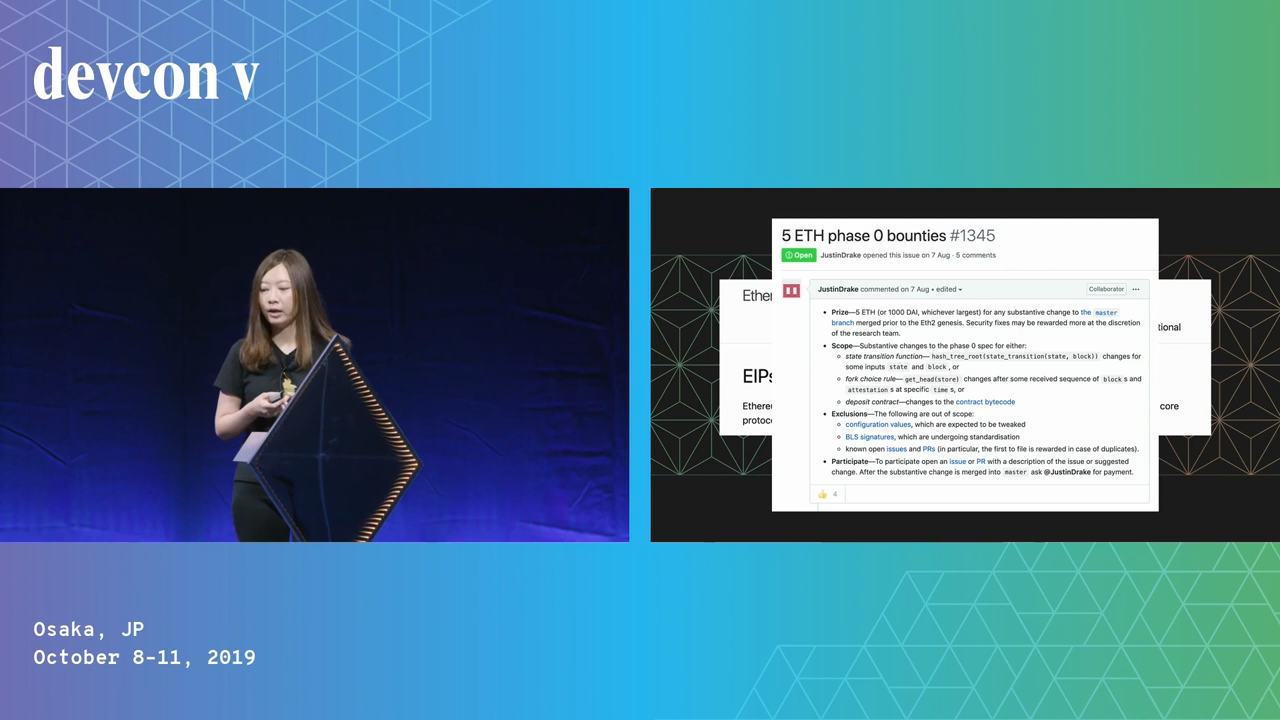 devcon v
5 ETH phase 0 bounties #1345
Open JustinDrake opened this issue on 7 Aug · 5 comments
JustinDrake commented on 7 Aug • edited
Collaborator
• Prize—5 ETH (or 1000 DAI, whichever largest) for any substantive change to the master
branch merged prior to the Eth2 genesis. Security fixes may be rewarded more at the discretion
of the research team.
• Scope—Substantive changes to the phase 0 spec for either:
state transition function— hash_tree_root(state_transition(state, block)) changes for
some inputs state and block , or
fork choice rule— get_head(store) changes after some received sequence of block s and
attestation s at specific time s, or
deposit contract—changes to the contract bytecode
• Exclusions—The following are out of scope:
configuration values, which are expected to be tweaked
BLS signatures, which are undergoing standardisation
known open issues and PRs (in particular, the first to file is rewarded in case of duplicates).
• Participate—To participate open an issue or PR with a description of the issue or suggested
change. After the substantive change is merged into master ask @JustinDrake for payment.
👍 4
Ether
tional
EIPs
Ethere
core
protoc
Osaka, JP
October 8-11, 2019